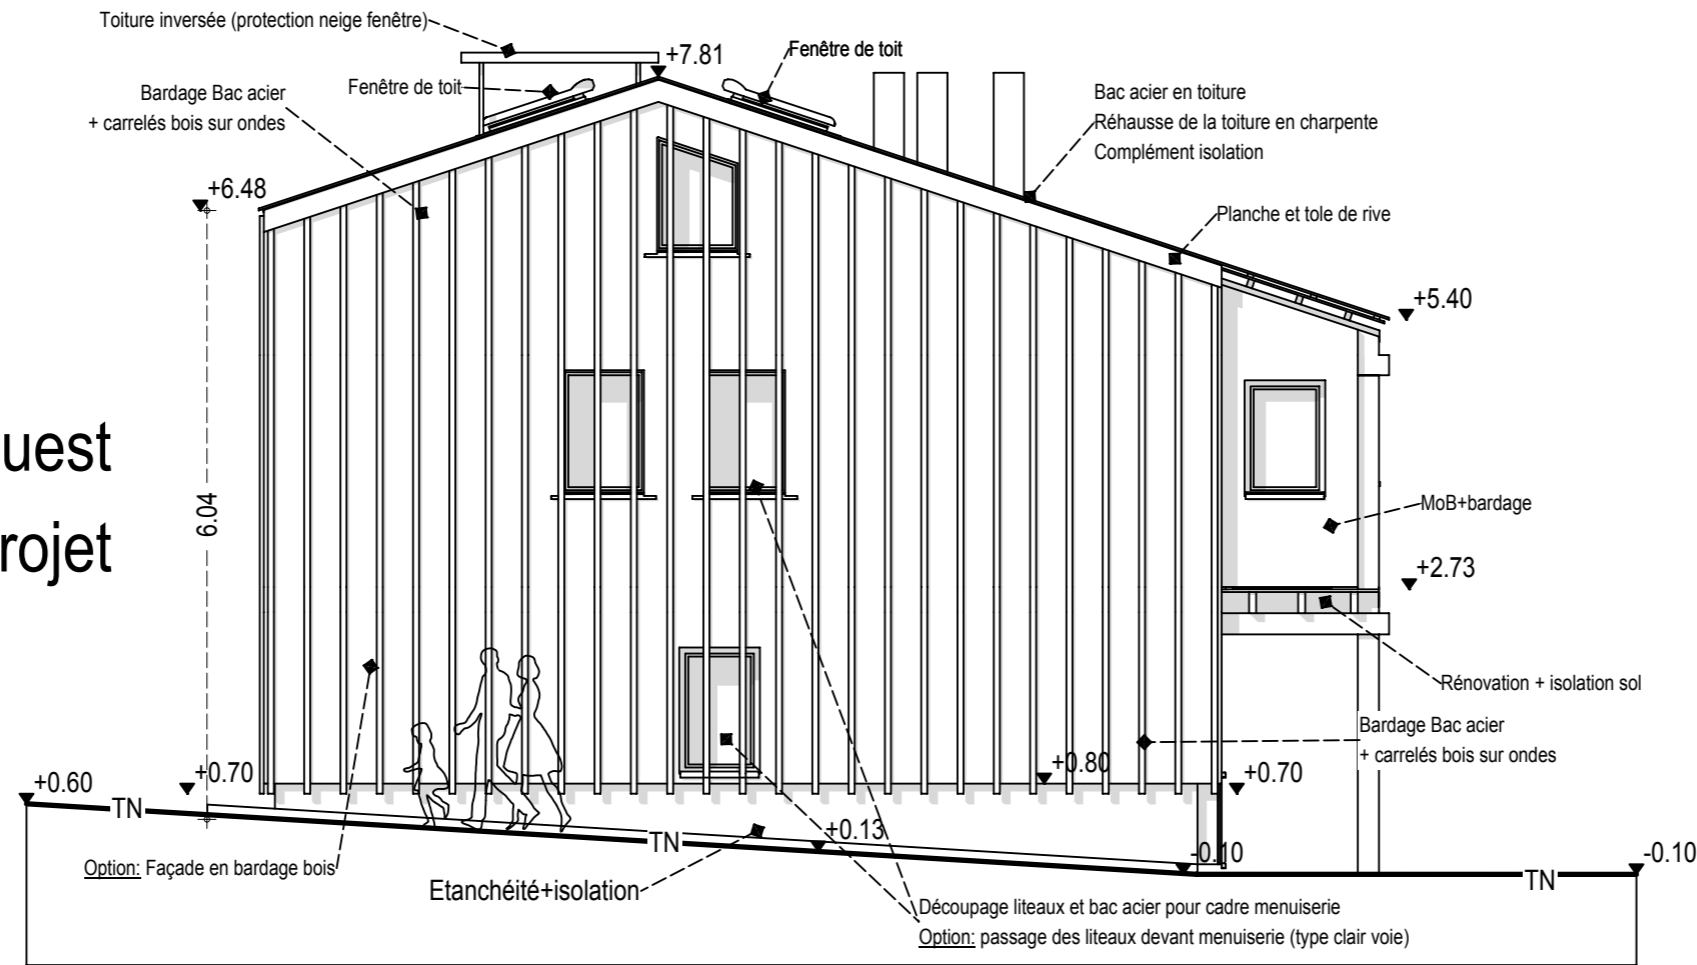 Toiture inversée (protection neige fenêtre)
+7.81
Fenêtre de toit
Fenêtre de toit
Bardage Bac acier
+ carrelés bois sur ondes
Bac acier en toiture
Réhausse de la toiture en charpente
Complément isolation
+6.48
Planche et tole de rive
+5.40
uest
rojet
6.04
MoB+bardage
+2.73
Rénovation + isolation sol
Bardage Bac acier
+ carrelés bois sur ondes
+0.60
+0.70
+0.80
+0.70
TN
TN
+0.13
-0.10
-0.10
TN
Option: Façade en bardage bois
Etanchéité+isolation
Découpage liteaux et bac acier pour cadre menuiserie
Option: passage des liteaux devant menuiserie (type clair voie)